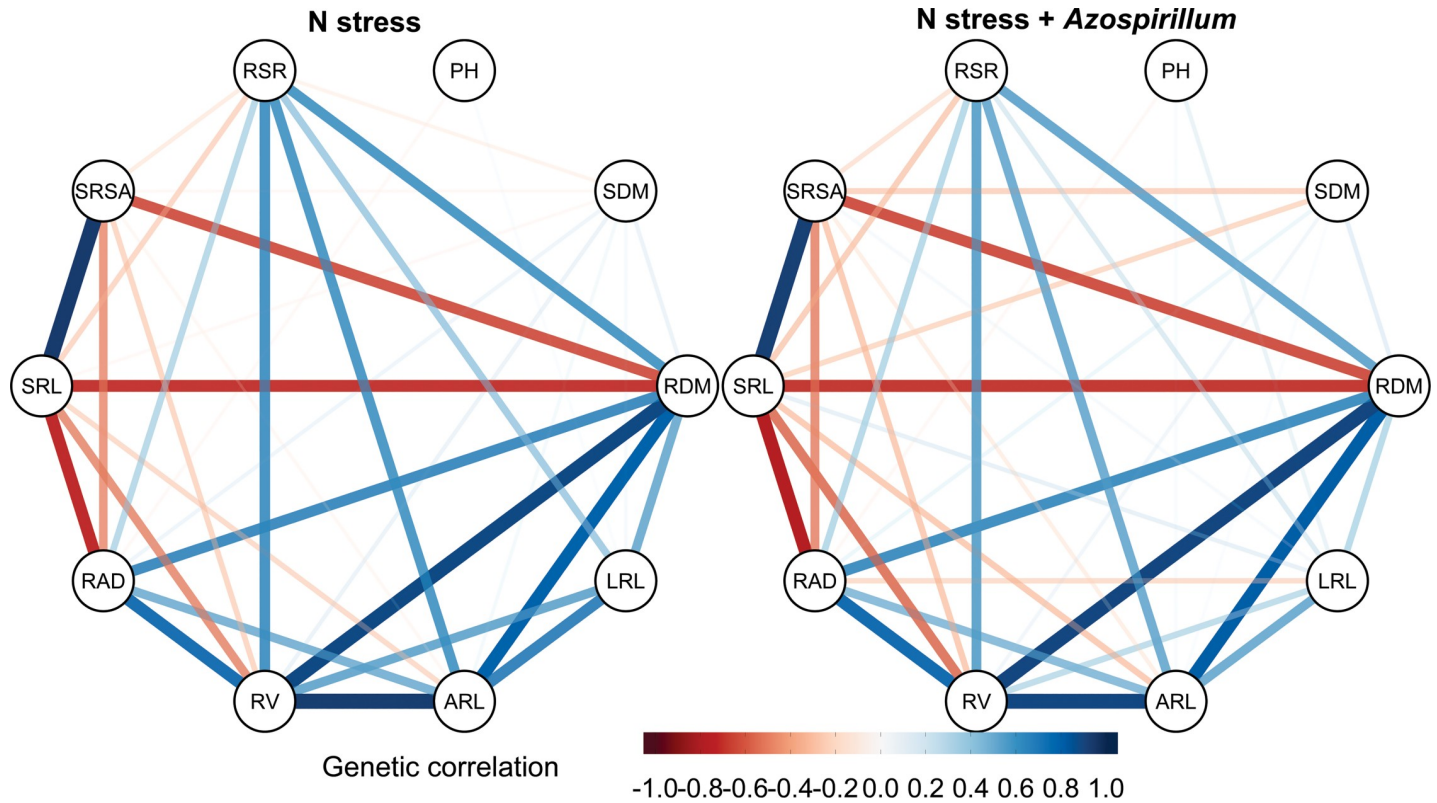 N stress
N stress + Azospirillum
RSR
PH
SRSA
SDM
SRL
RDM
RAD
LRL
RV
ARL
RSR
PH
SRSA
SDM
SRL
RDM
RAD
LRL
RV
ARL
Genetic correlation
-1.0-0.8-0.6-0.4-0.2 0.0 0.2 0.4 0.6 0.8 1.0